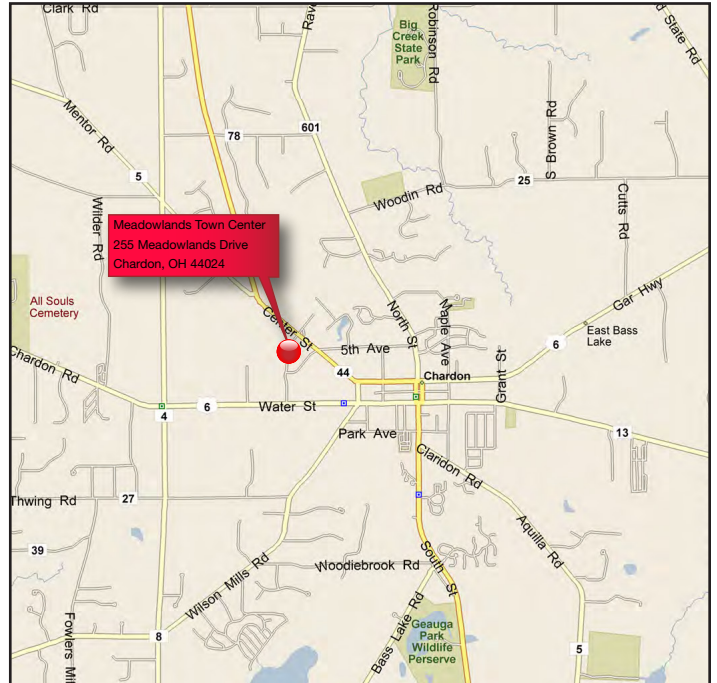 Clark Rd
Rave
Big
Creek
State
Park
Robinson Rd
d State Rd
Mentor Rd
601
78
S Brown Rd
5
25
Woodin Rd
Cutts Rd
Wilder Rd
Meadowlands Town Center
255 Meadowlands Drive
Chardon, OH 44024
All Souls
Cemetery
Center St
North St
Maple Ave
Gar Hwy
East Bass
Lake
5th Ave
6
Chardon Rd
44
Chardon
Grant St
4
6
Water St
Park Ave
13
Claridon Rd
Thwing Rd
27
Aquilla Rd
39
Woodiebrook Rd
South St
Wilson Mills Rd
Fowlers Mil
8
Bass Lake Rd
Geauga
Park
Wildlife
Perserve
5